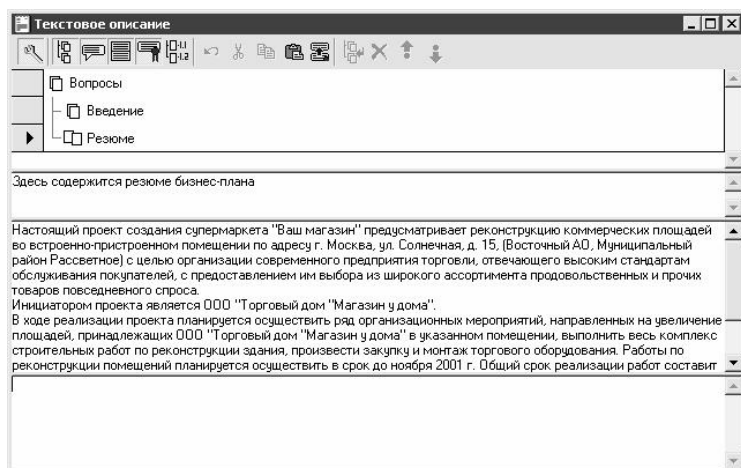 Текстовое описание
Вопросы
Введение
Резюме
Здесь содержится резюме бизнес-плана
Настоящий проект создания супермаркета "Ваш магазин" предусматривает реконструкцию коммерческих площадей
во встроенно-пристроенном помещении по адресу г. Москва, ул. Солнечная, д. 15, (Восточный АО, Муниципальный
район Рассветное) с целью организации современного предприятия торговли, отвечающего высоким стандартам
обслуживания покупателей, с предоставлением им выбора из широкого ассортимента продовольственных и прочих
товаров повседневного спроса.
Инициатором проекта является ООО "Торговый дом "Магазин у дома".
В ходе реализации проекта планируется осуществить ряд организационных мероприятий, направленных на увеличение
площадей, принадлежащих ООО "Торговый дом "Магазин у дома" в указанном помещении, выполнить весь комплекс
строительных работ по реконструкции здания, произвести закупку и монтаж торгового оборудования. Работы по
реконструкции помещений планируется осуществить в срок до ноября 2001 г. Общий срок реализации работ составит